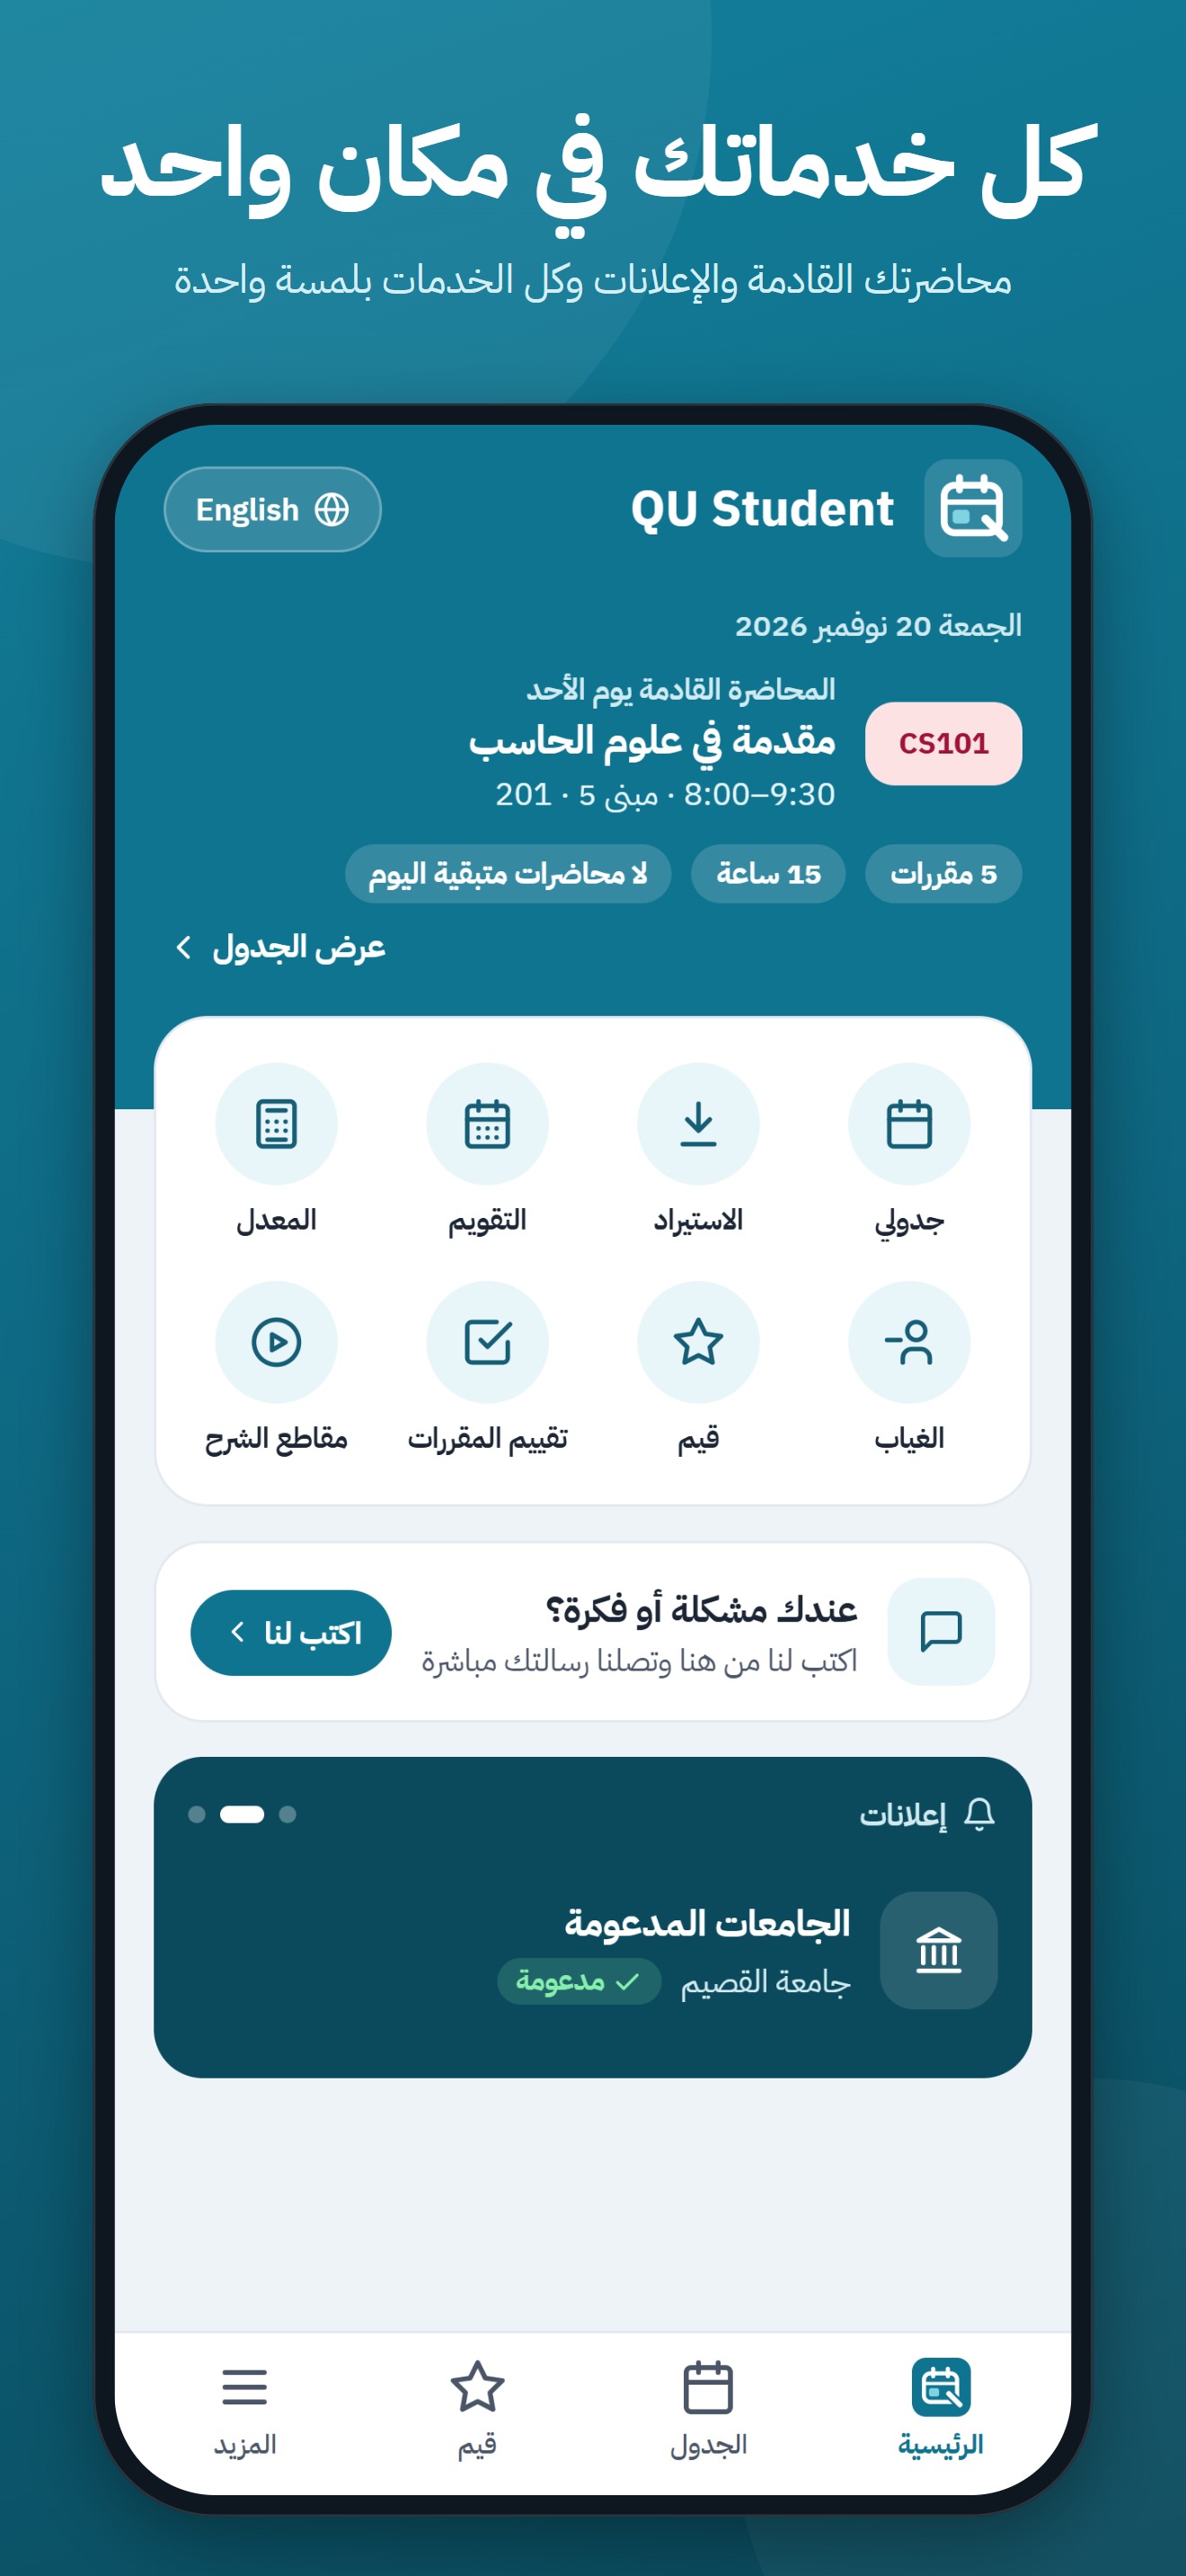 كل خدماتك في مكان واحد
محاضرتك القادمة والإعلانات وكل الخدمات بلمسة واحدة
QU Student
English
الجمعة 20 نوفمبر 2026
المحاضرة القادمة يوم الأحد
CS101
مقدمة في علوم الحاسب
8:00–9:30 · مبنى 5 · 201
5 مقررات
15 ساعة
لا محاضرات متبقية اليوم
عرض الجدول
جدولي
الاستيراد
التقويم
المعدل
الغياب
قيم
تقييم المقررات
مقاطع الشرح
عندك مشكلة أو فكرة؟
اكتب لنا من هنا وتصلنا رسالتك مباشرة
اكتب لنا
إعلانات
الجامعات المدعومة
جامعة القصيم
مدعومة
الرئيسية
الجدول
قيم
المزيد